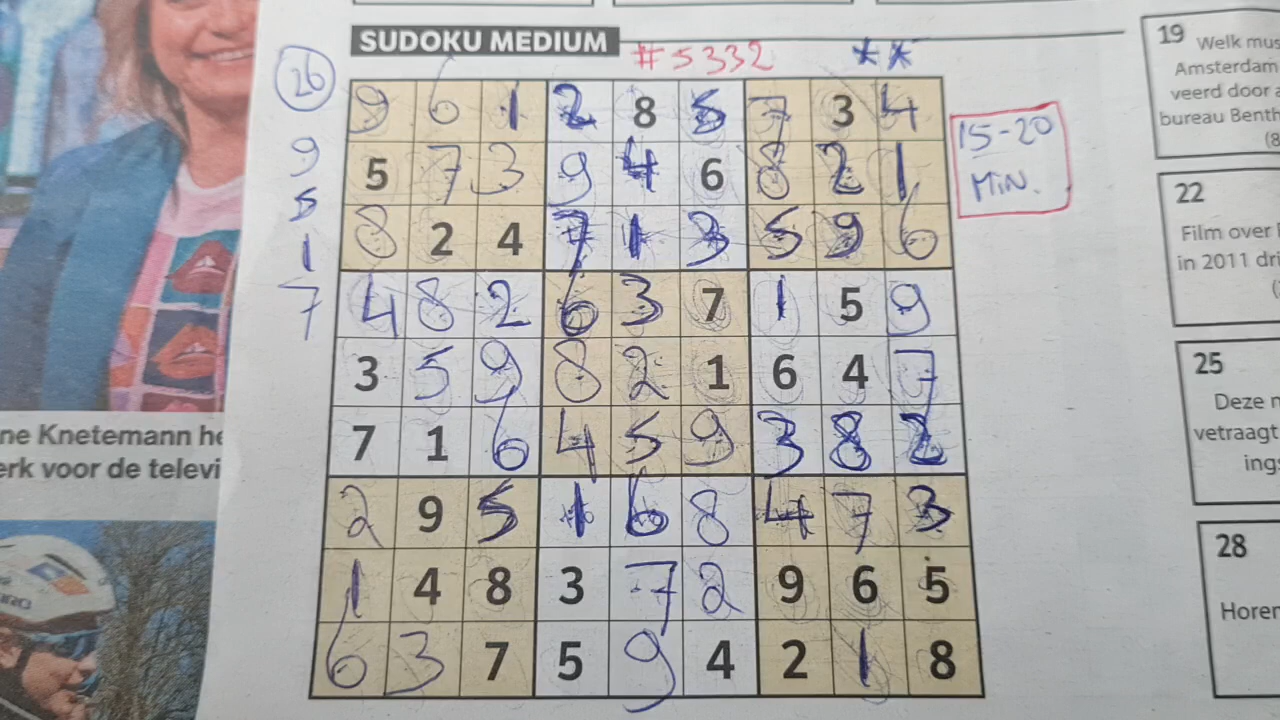 SUDOKU MEDIUM #5332 **
26
9 6 1 2 8 5 7 3 4
5 7 3 9 4 6 8 2 1
8 2 4 7 1 3 5 9 6
4 8 2 6 3 7 1 5 9
3 5 9 8 2 1 6 4 7
7 1 6 4 5 9 3 8 2
2 9 5 1 6 8 4 7 3
1 4 8 3 7 2 9 6 5
6 3 7 5 9 4 2 1 8
9
5
1
7
15-20
MIN.
ne Knetemann he
erk voor de televi
19 Welk mus
Amsterdam
veerd door a
bureau Benth
(8
22
Film over
in 2011 dri
25
Deze
vetraagt
ing
28
Horen